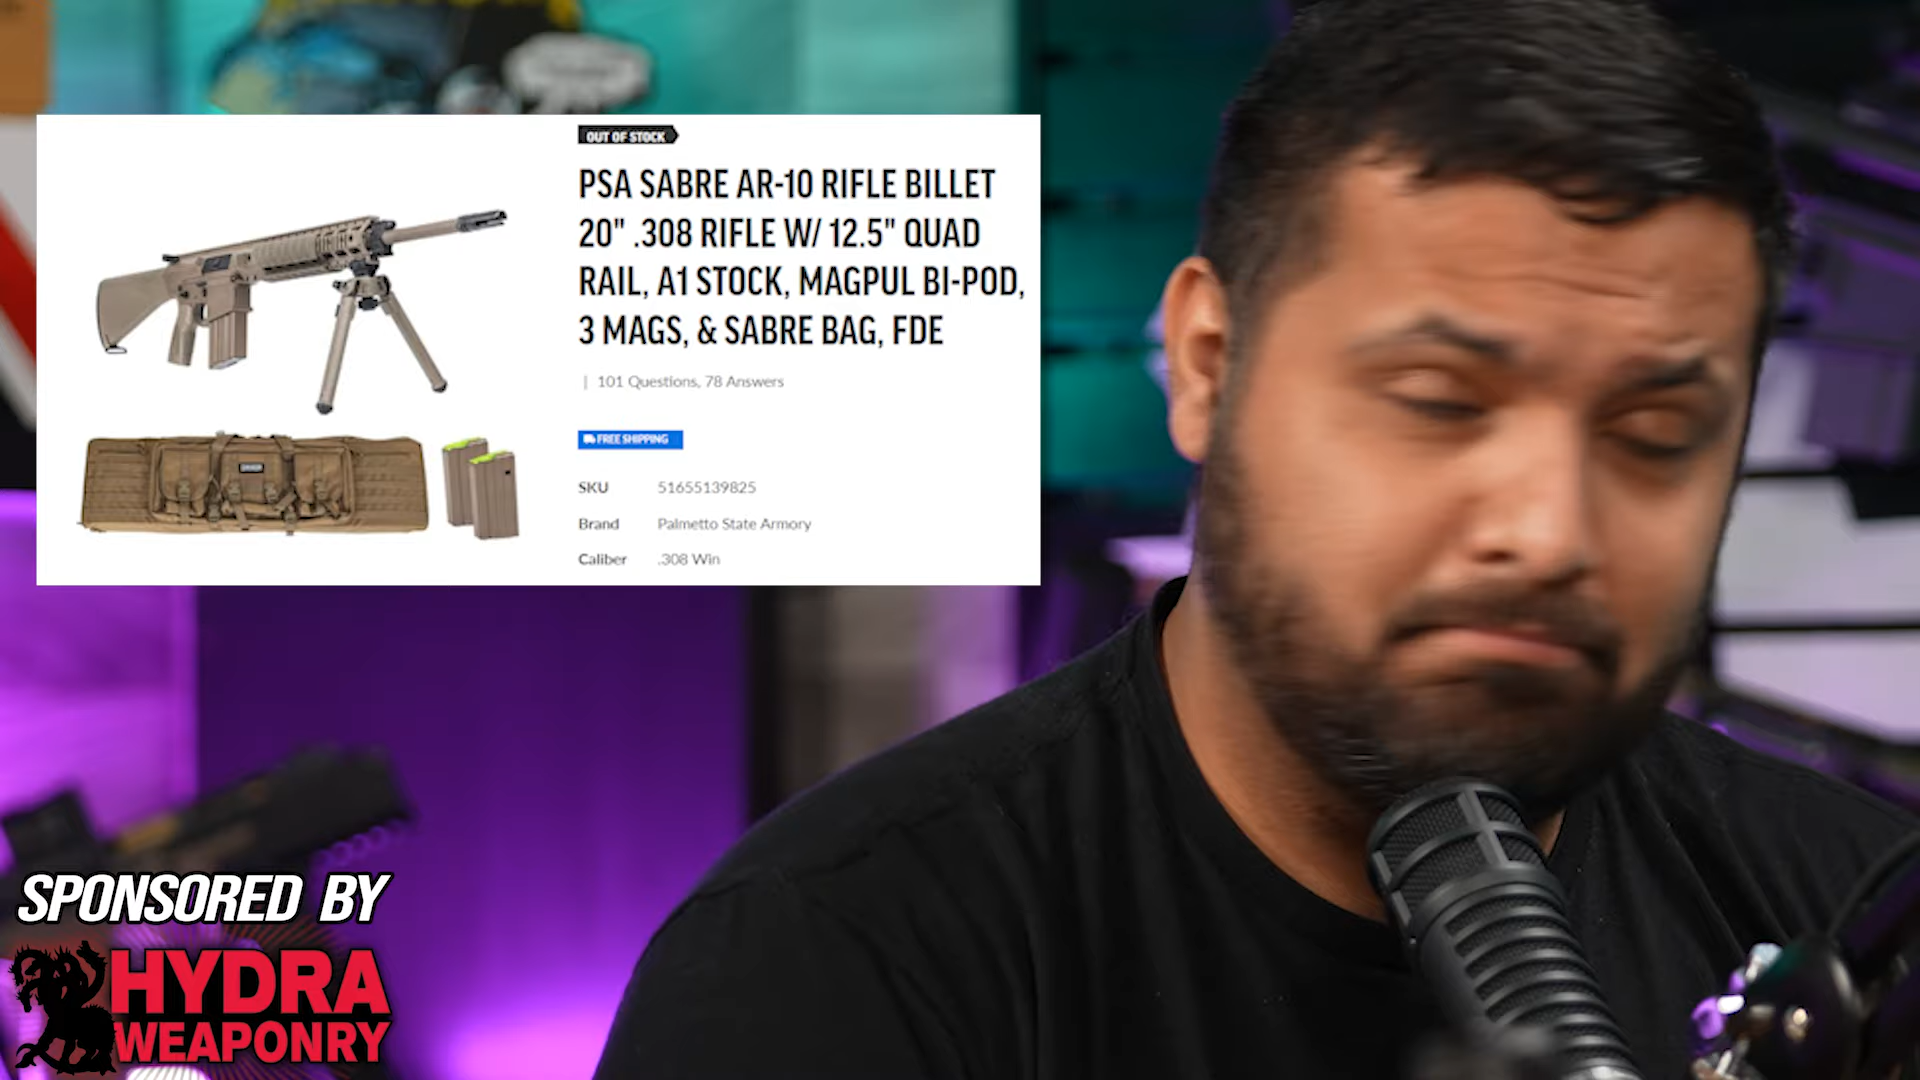 OUT OF STOCK
PSA SABRE AR-10 RIFLE BILLET
20" .308 RIFLE W/ 12.5" QUAD
RAIL, A1 STOCK, MAGPUL BI-POD,
3 MAGS, & SABRE BAG, FDE
| 101 Questions, 78 Answers
FREE SHIPPING
SKU 51655139825
Brand Palmetto State Armory
Caliber .308 Win
SPONSORED BY
HYDRA
WEAPONRY